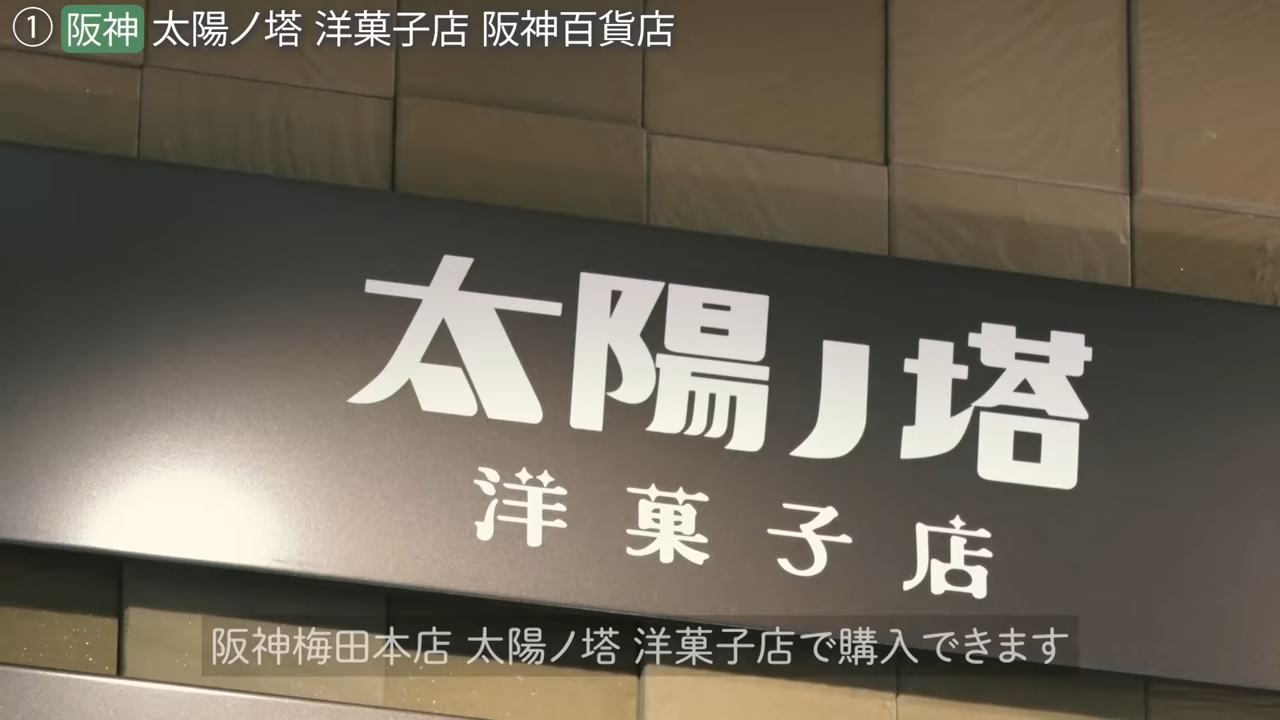 ① 阪神 太陽ノ塔 洋菓子店 阪神百貨店
太陽ノ塔
洋菓子店
阪神梅田本店 太陽ノ塔 洋菓子店で購入できます